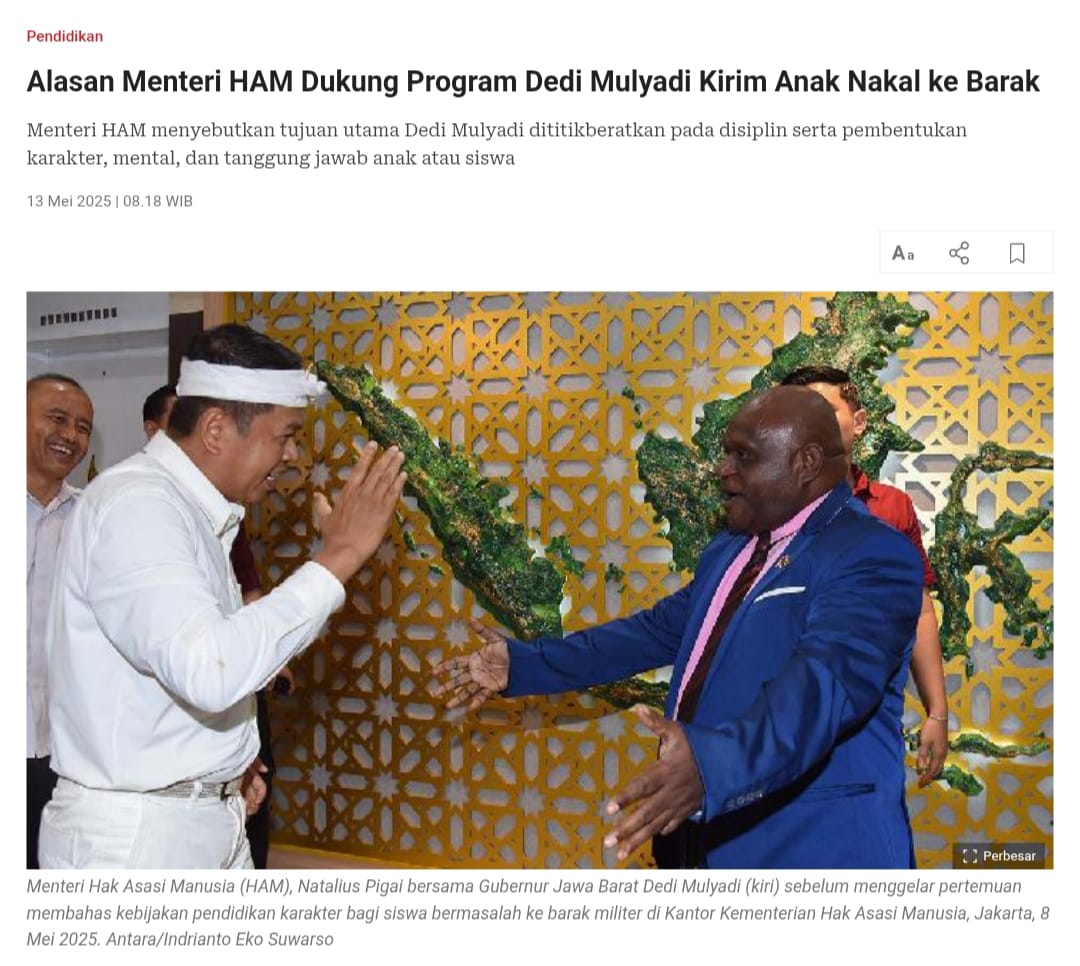 Pendidikan
Alasan Menteri HAM Dukung Program Dedi Mulyadi Kirim Anak Nakal ke Barak
Menteri HAM menyebutkan tujuan utama Dedi Mulyadi dititikberatkan pada disiplin serta pembentukan
karakter, mental, dan tanggung jawab anak atau siswa
13 Mei 2025 | 08.18 WIB
Aa
Perbesar
Menteri Hak Asasi Manusia (HAM), Natalius Pigai bersama Gubernur Jawa Barat Dedi Mulyadi (kiri) sebelum menggelar pertemuan
membahas kebijakan pendidikan karakter bagi siswa bermasalah ke barak militer di Kantor Kementerian Hak Asasi Manusia, Jakarta, 8
Mei 2025. Antara/Indrianto Eko Suwarso